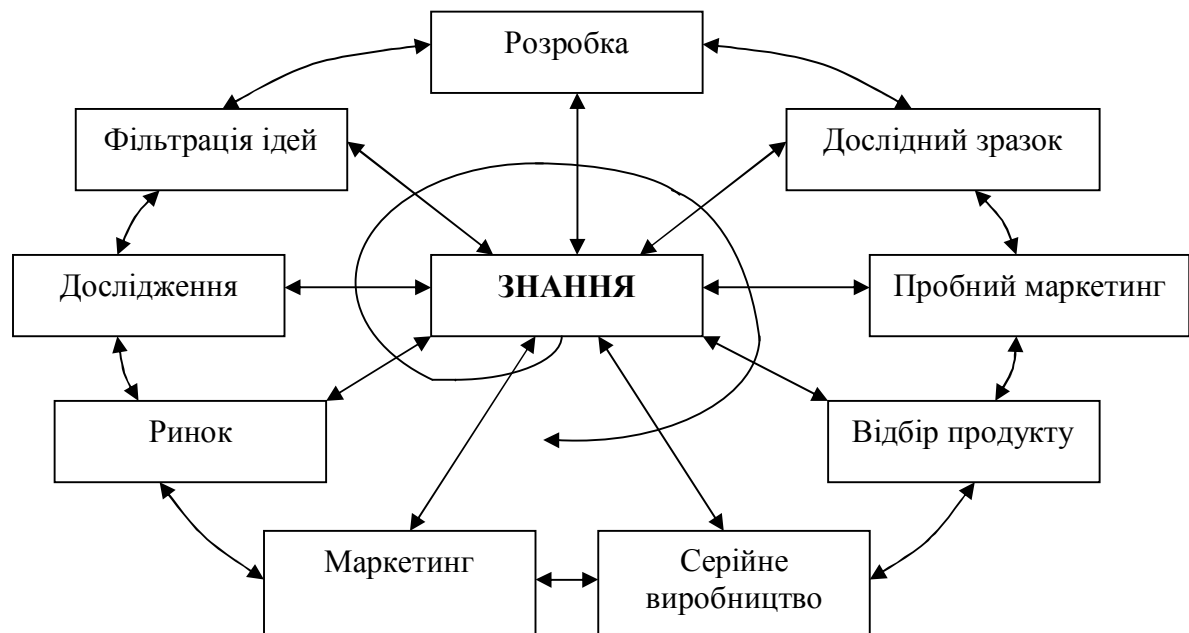 Розробка
Фільтрація ідей
Дослідний зразок
Дослідження
ЗНАННЯ
Пробний маркетинг
Ринок
Відбір продукту
Маркетинг
Серійне
виробництво